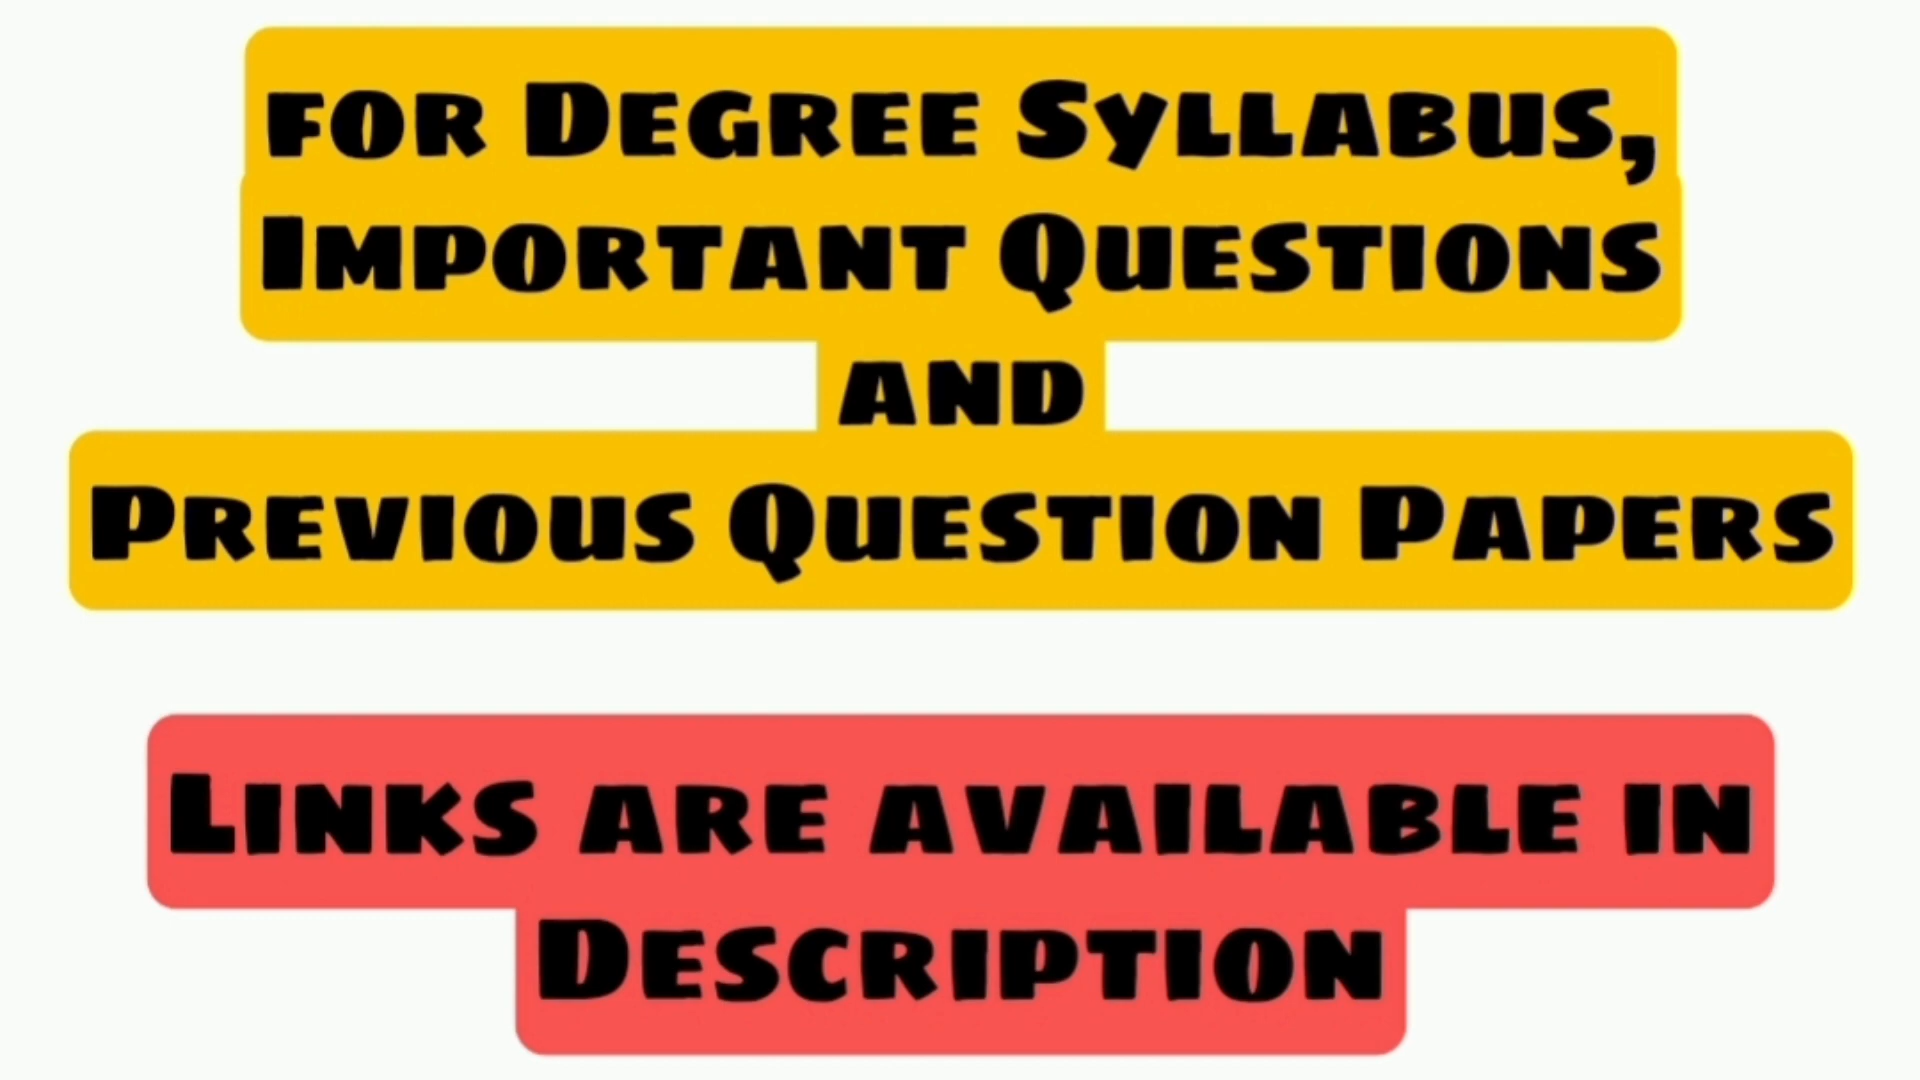 for Degree Syllabus,
Important Questions
and
Previous Question Papers
Links are available in
Description